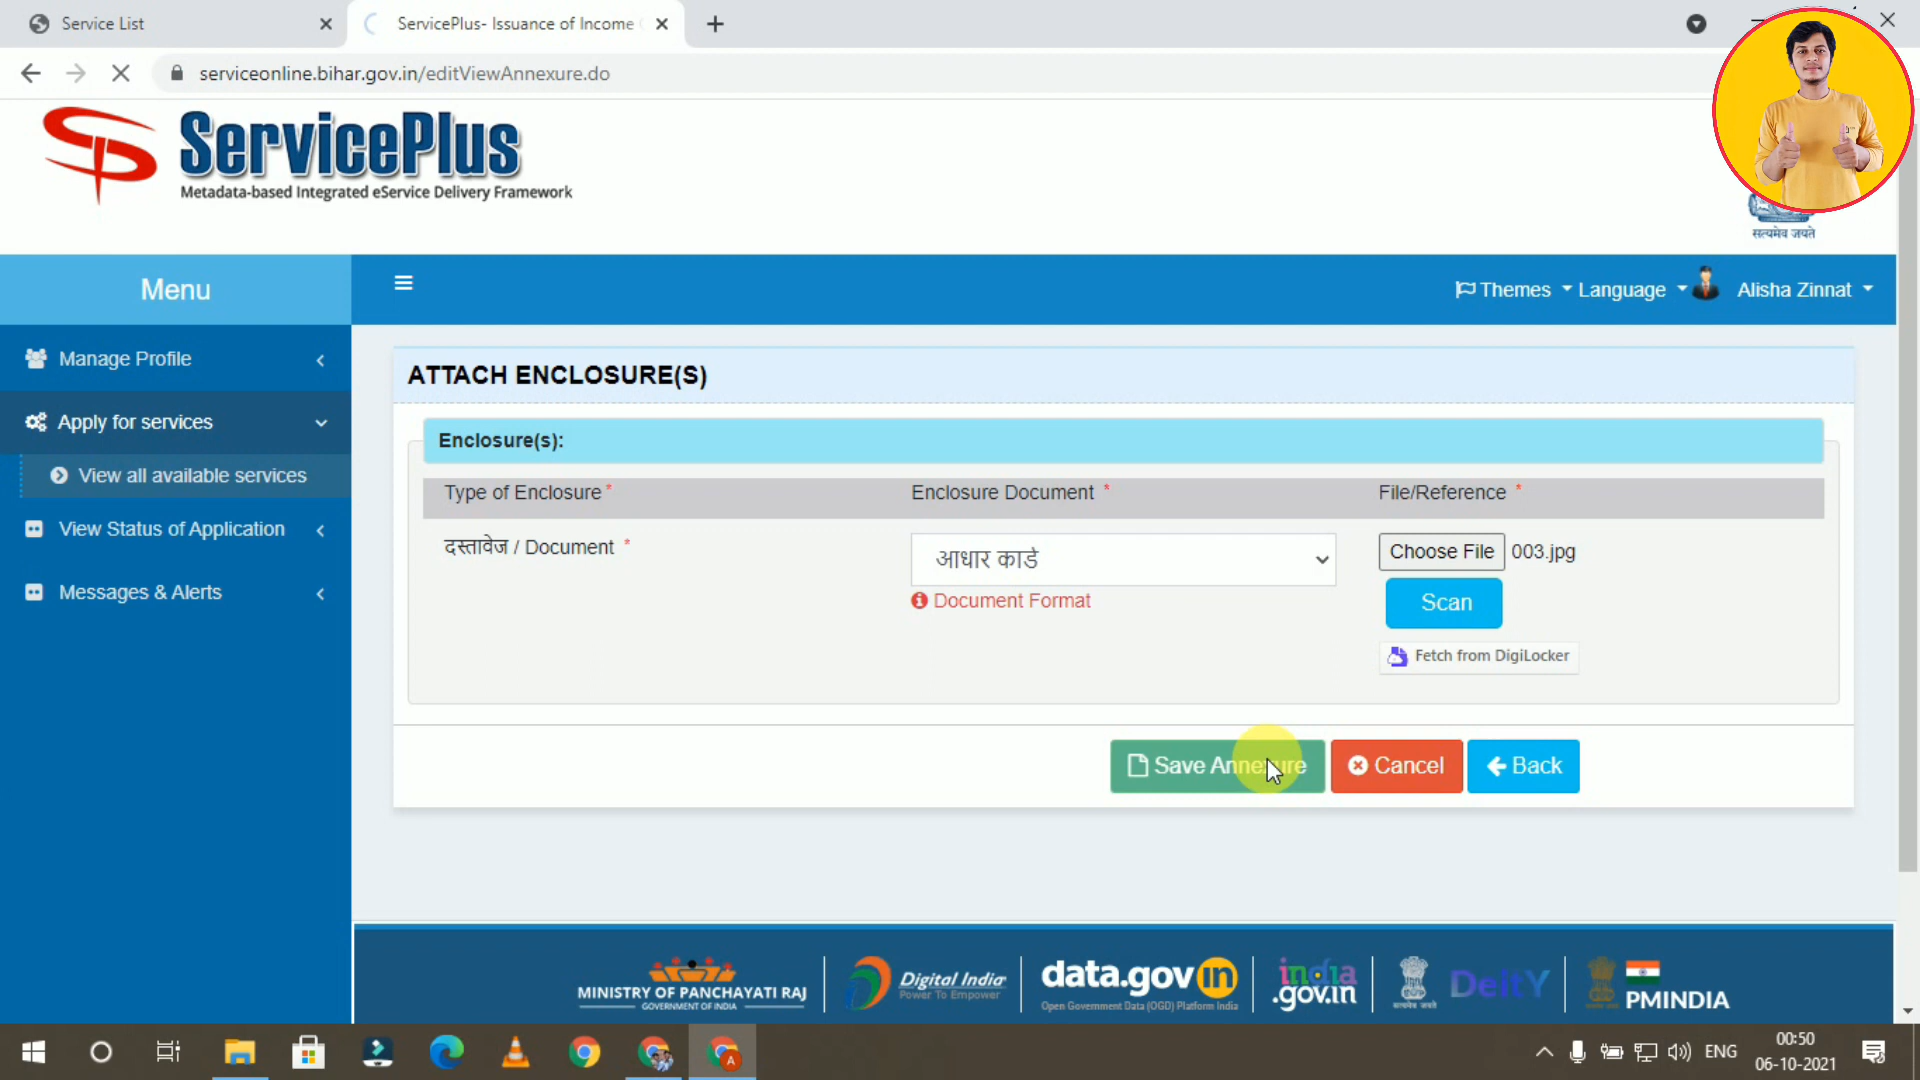 Service List
ServicePlus- Issuance of Income
serviceonline.bihar.gov.in/editViewAnnexure.do
ServicePlus
Metadata-based Integrated eService Delivery Framework
सत्यमेव जयते
Menu
Themes Language Alisha Zinnat
Manage Profile
Apply for services
View all available services
View Status of Application
Messages & Alerts
ATTACH ENCLOSURE(S)
Enclosure(s):
Type of Enclosure * Enclosure Document * File/Reference *
दस्तावेज / Document * आधार कार्ड Choose File 003.jpg
Document Format
Scan
Fetch from DigiLocker
Save Annexure Cancel Back
MINISTRY OF PANCHAYATI RAJ
GOVERNMENT OF INDIA
Digital India
Power To Empower
data.gov in
Open Government Data (OGD) Platform India
india
.gov.in
DeitY
PMINDIA
ENG
00:50
06-10-2021